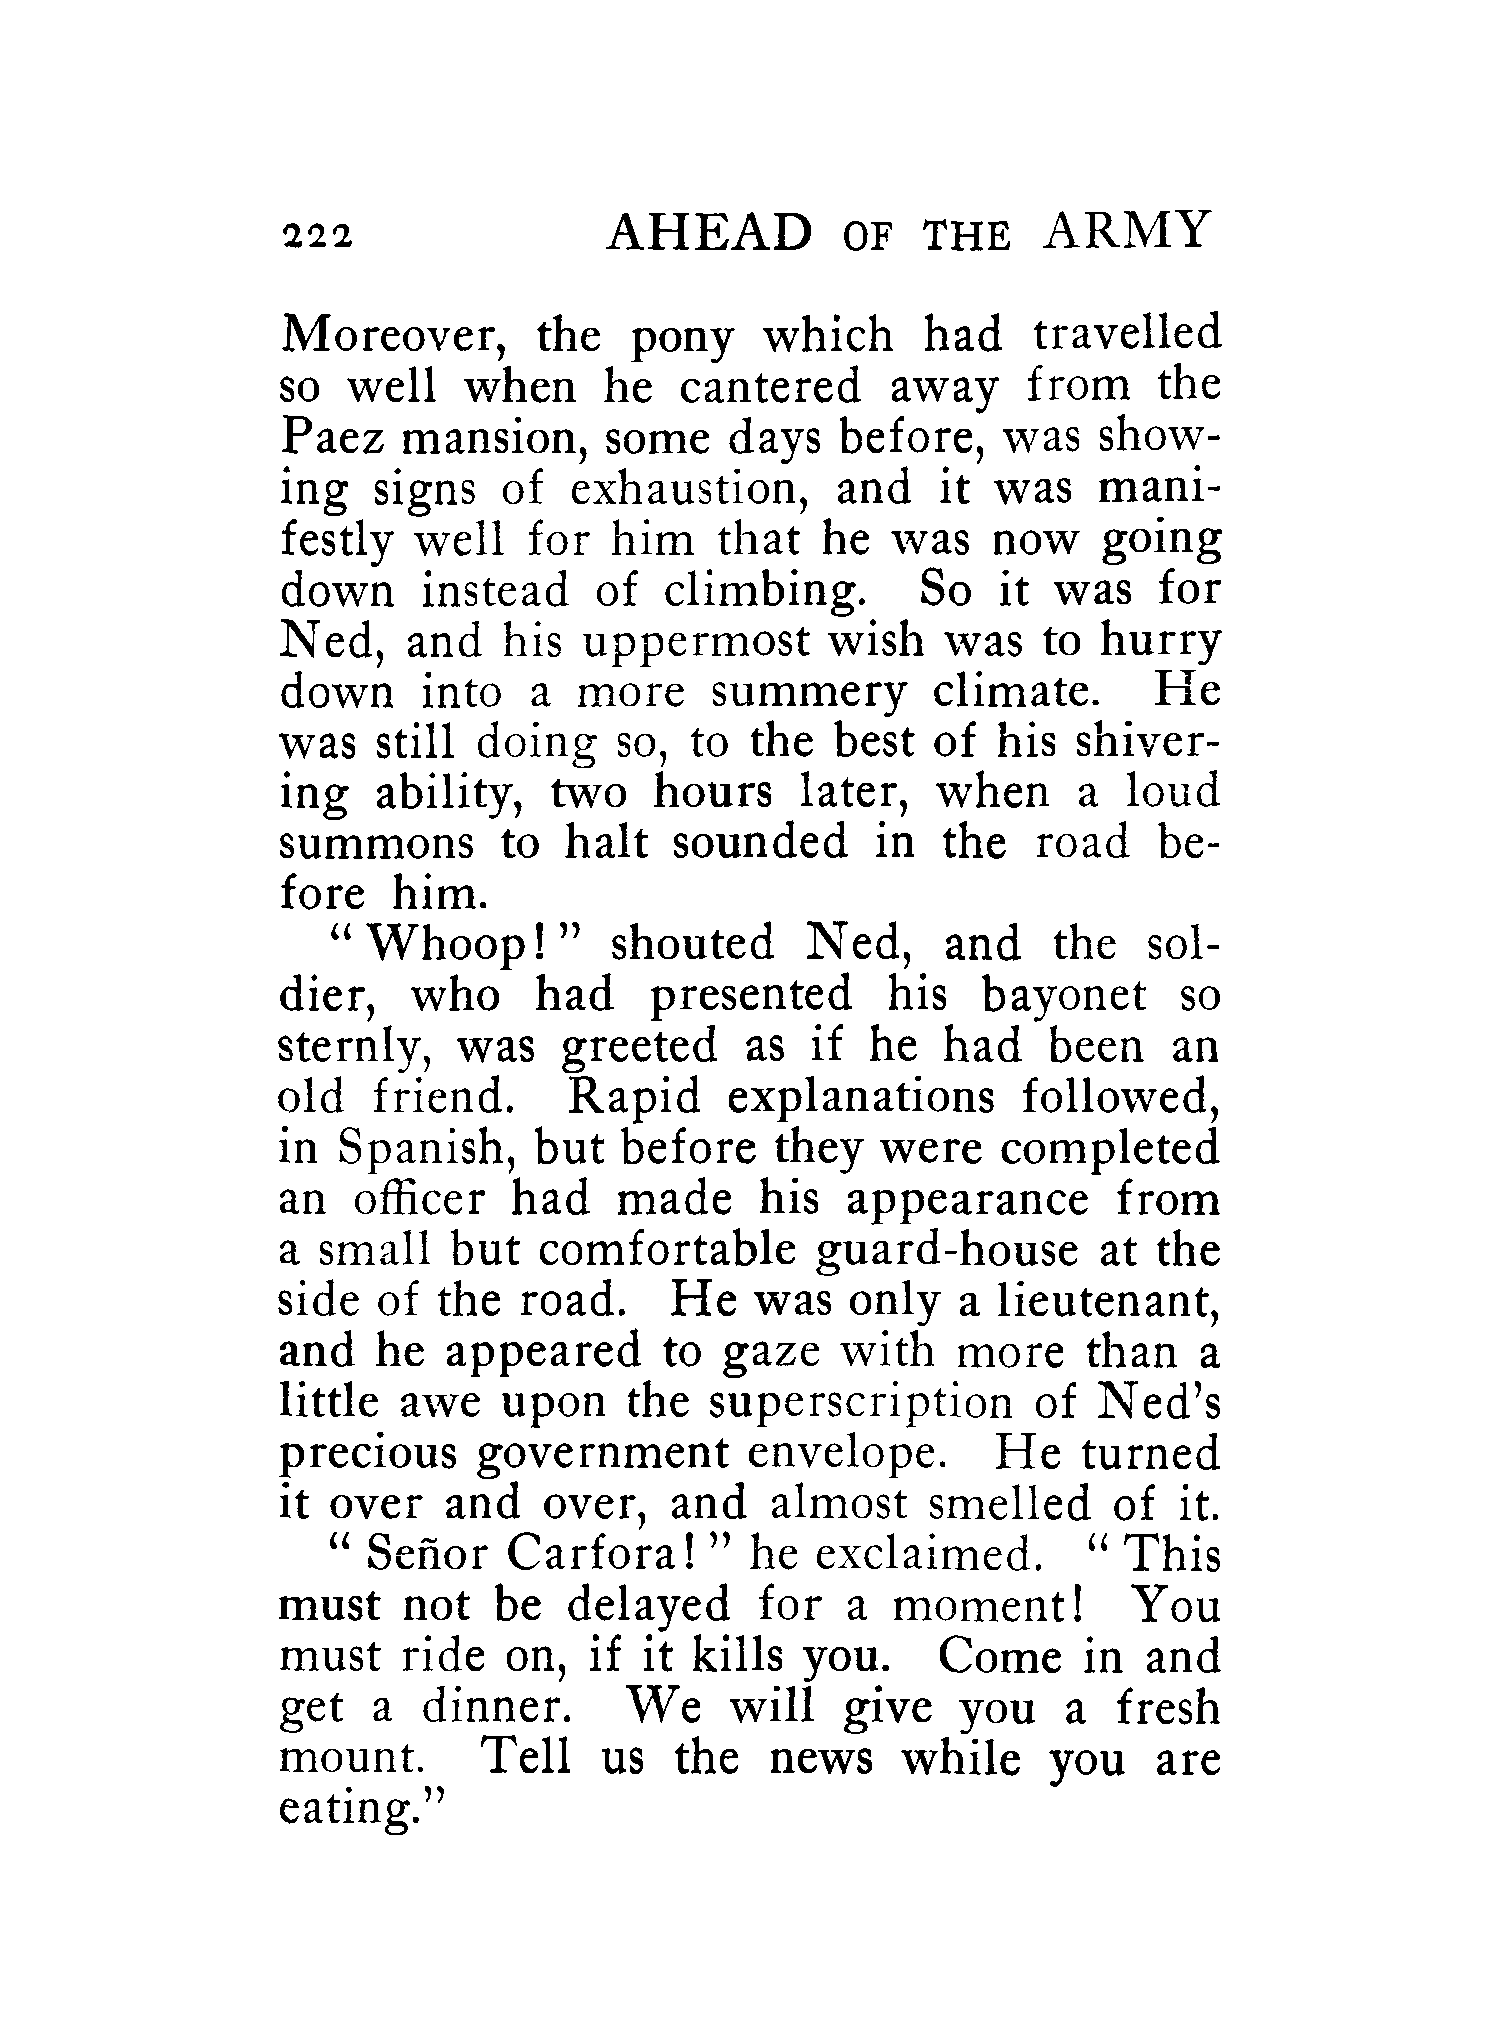 222 AHEAD OF THE ARMY
Moreover, the pony which had travelled
so well when he cantered away from the
Paez mansion, some days before, was show-
ing signs of exhaustion, and it was mani-
festly well for him that he was now going
down instead of climbing. So it was for
Ned, and his uppermost wish was to hurry
down into a more summery climate. He
was still doing so, to the best of his shiver-
ing ability, two hours later, when a loud
summons to halt sounded in the road be-
fore him.
“ Whoop! ” shouted Ned, and the sol-
dier, who had presented his bayonet so
sternly, was greeted as if he had been an
old friend. Rapid explanations followed,
in Spanish, but before they were completed
an officer had made his appearance from
a small but comfortable guard-house at the
side of the road. He was only a lieutenant,
and he appeared to gaze with more than a
little awe upon the superscription of Ned’s
precious government envelope. He turned
it over and over, and almost smelled of it.
“ Señor Carfora! ” he exclaimed. “ This
must not be delayed for a moment! You
must ride on, if it kills you. Come in and
get a dinner. We will give you a fresh
mount. Tell us the news while you are
eating.”